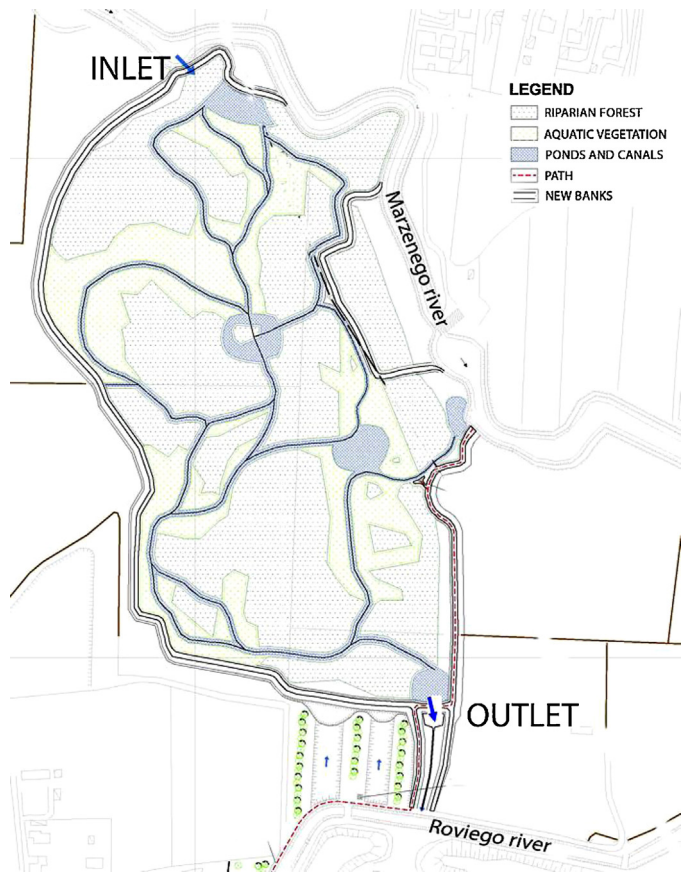 INLET
LEGEND
RIPARIAN FOREST
AQUATIC VEGETATION
PONDS AND CANALS
PATH
NEW BANKS
Marzenego river
OUTLET
Roviego river